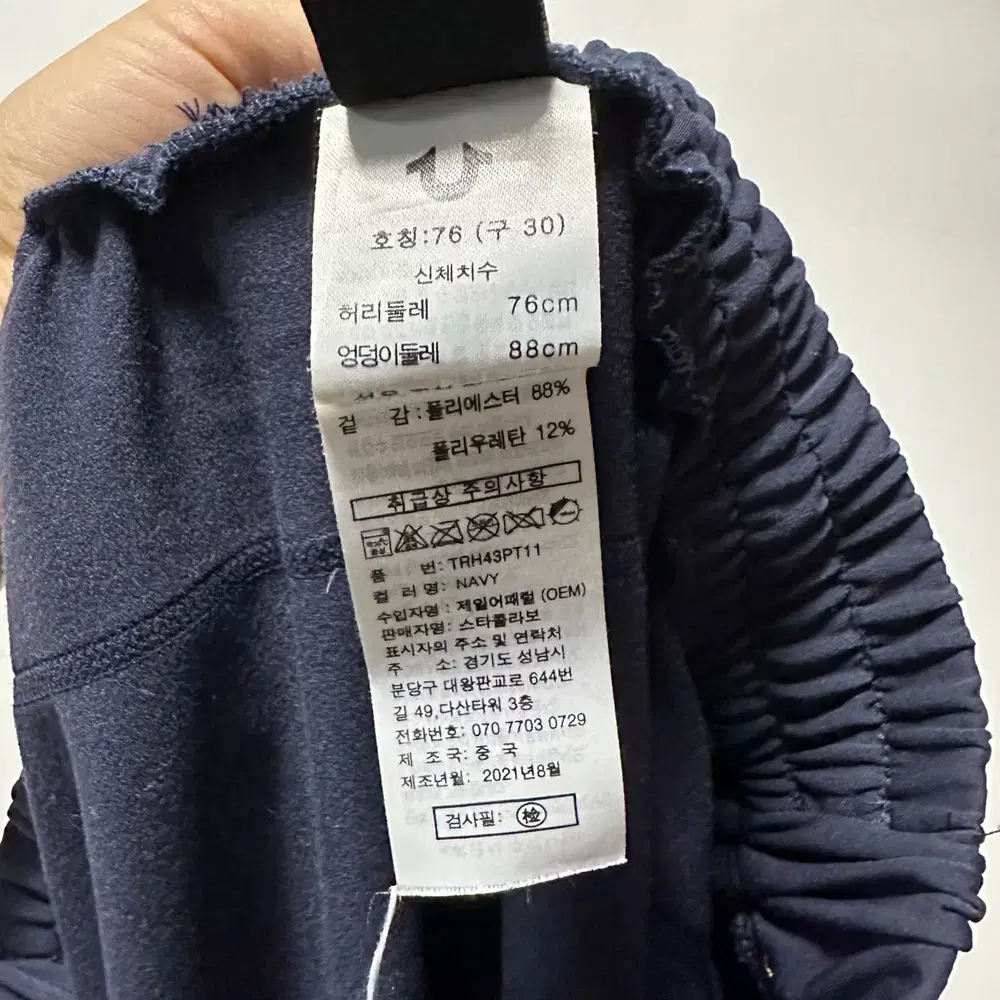 호칭:76 (구 30)
신체치수
허리둘레 76cm
엉덩이둘레 88cm
겉 감 : 폴리에스터 88%
폴리우레탄 12%
취급상 주의사항
품 번: TRH43PT11
컬 러 명: NAVY
수입자명 : 제일어패럴 (OEM)
판매자명: 스타콜라보
표시자의 주소 및 연락처
주 소: 경기도 성남시
분당구 대왕판교로 644번
길 49,다산타워 3층
전화번호: 070 7703 0729
제 조 국: 중 국
제조년월: 2021년8월
검사필: 檢